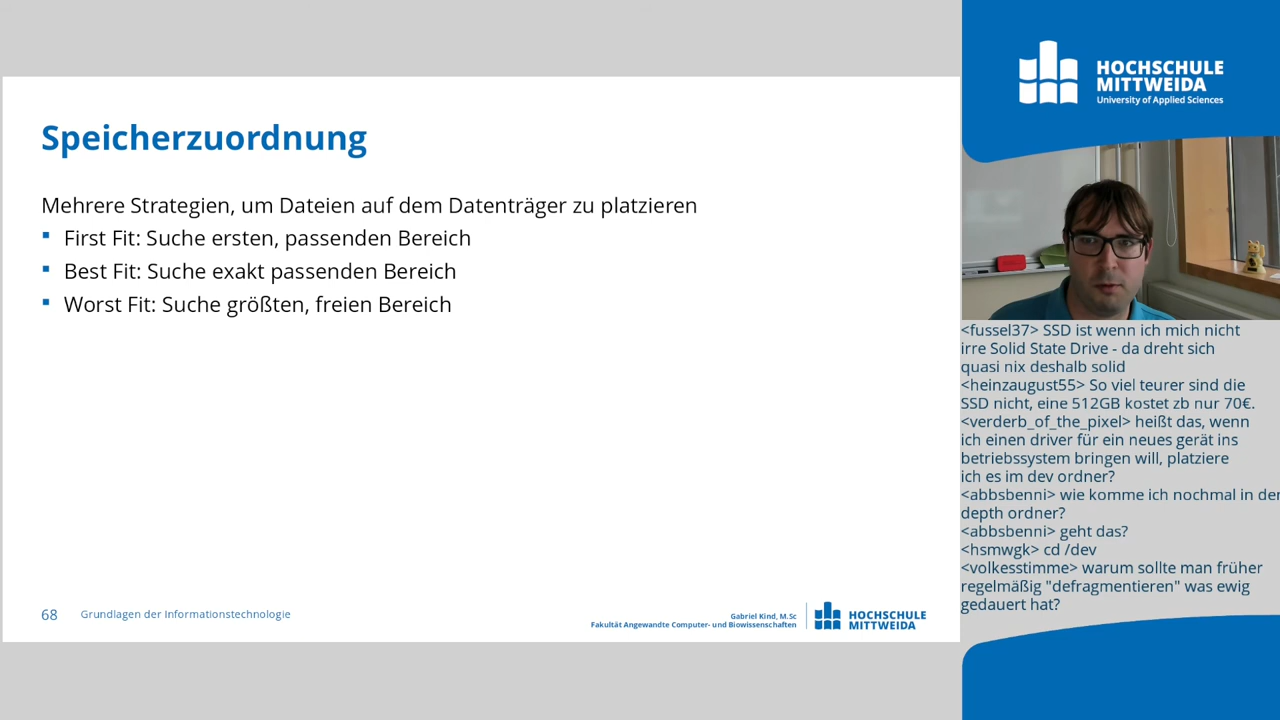 Speicherzuordnung
Mehrere Strategien, um Dateien auf dem Datenträger zu platzieren
▪ First Fit: Suche ersten, passenden Bereich
▪ Best Fit: Suche exakt passenden Bereich
▪ Worst Fit: Suche größten, freien Bereich
68 Grundlagen der Informationstechnologie
Gabriel Kind, M.Sc
Fakultät Angewandte Computer- und Biowissenschaften
HOCHSCHULE
MITTWEIDA
HOCHSCHULE
MITTWEIDA
University of Applied Sciences
<fussel37> SSD ist wenn ich mich nicht
irre Solid State Drive - da dreht sich
quasi nix deshalb solid
<heinzaugust55> So viel teurer sind die
SSD nicht, eine 512GB kostet zb nur 70€.
<verderb_of_the_pixel> heißt das, wenn
ich einen driver für ein neues gerät ins
betriebssystem bringen will, platziere
ich es im dev ordner?
<abbsbenni> wie komme ich nochmal in der
depth ordner?
<abbsbenni> geht das?
<hsmwgk> cd /dev
<volkesstimme> warum sollte man früher
regelmäßig "defragmentieren" was ewig
gedauert hat?